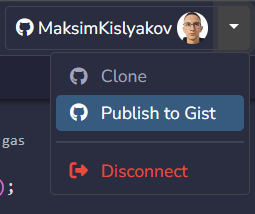 MaksimKislyakov
Clone
Publish to Gist
gas
);
Disconnect